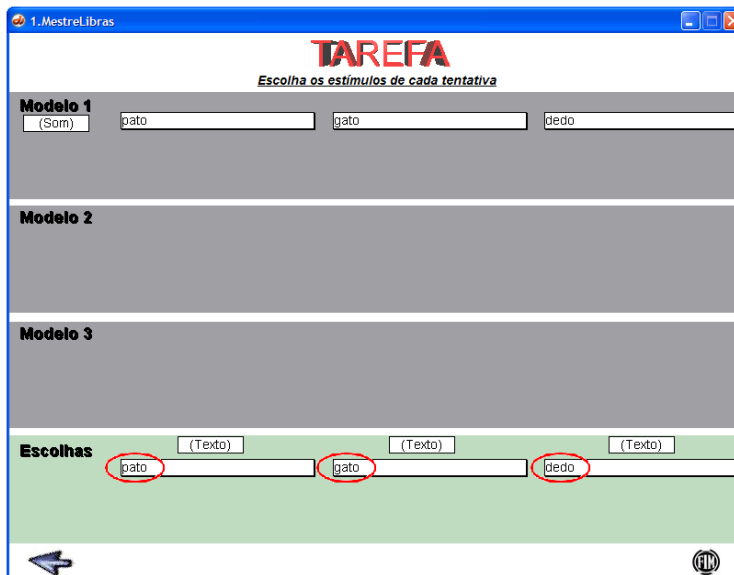 1.MestreLibras
TAREFA
Escolha os estímulos de cada tentativa
Modelo 1
(Som) pato gato dedo
Modelo 2
Modelo 3
Escolhas (Texto) (Texto) (Texto)
pato gato dedo
FIM